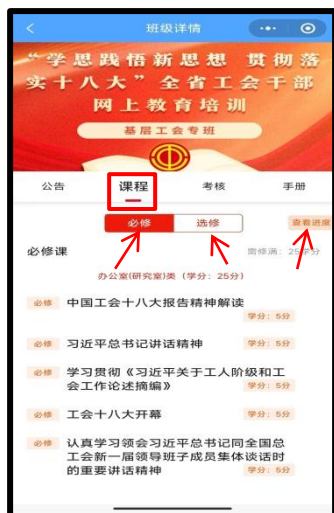 班级详情
“学思践悟新思想 贯彻落
实十八大”全省工会干部
网上教育培训
基层工会专班
公告 课程 考核 手册
必修 选修 查看进度
必修课 需修满：25学分
办公室(研究室)类（学分：25分）
必修 中国工会十八大报告精神解读
学分：5分
必修 习近平总书记讲话精神 学分：5分
必修 学习贯彻《习近平关于工人阶级和工
会工作论述摘编》 学分：5分
必修 工会十八大开幕 学分：5分
必修 认真学习领会习近平总书记同全国总
工会新一届领导班子成员集体谈话时
的重要讲话精神 学分：5分